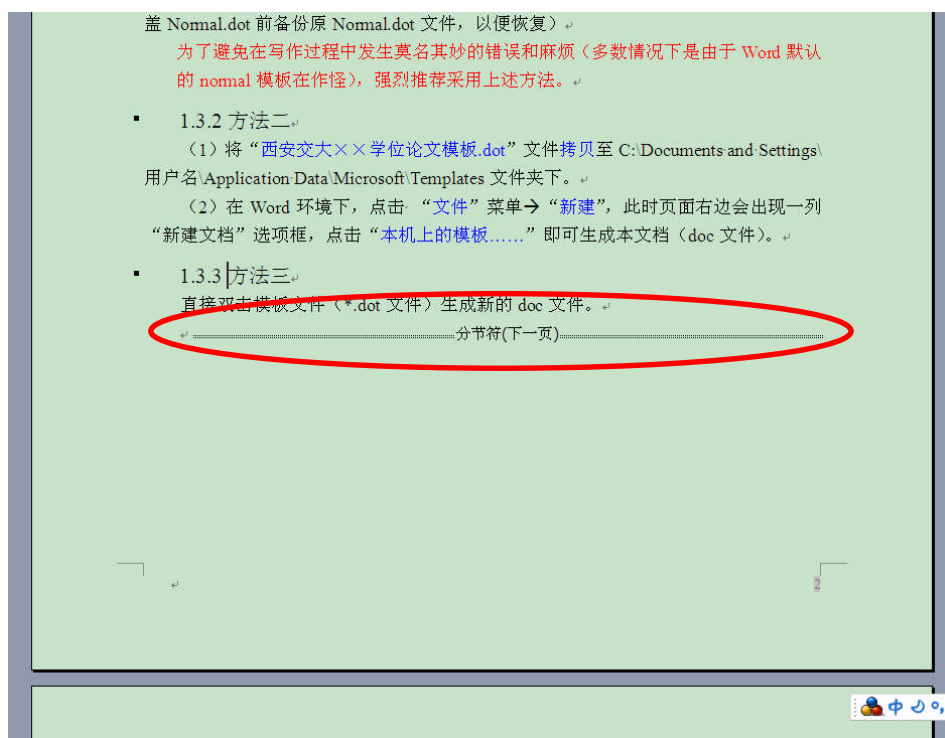 盖 Normal.dot 前备份原 Normal.dot 文件，以便恢复）
为了避免在写作过程中发生莫名其妙的错误和麻烦（多数情况下是由于 Word 默认
的 normal 模板在作怪），强烈推荐采用上述方法。
1.3.2 方法二
（1）将“西安交大××学位论文模板.dot”文件拷贝至 C:\Documents and Settings\
用户名\Application Data\Microsoft\Templates 文件夹下。
（2）在 Word 环境下，点击 “文件”菜单→“新建”，此时页面右边会出现一列
“新建文档”选项框，点击“本机上的模板……”即可生成本文档（doc 文件）。
1.3.3 方法三
直接双击模板文件（*.dot 文件）生成新的 doc 文件。
分节符(下一页)
2
中